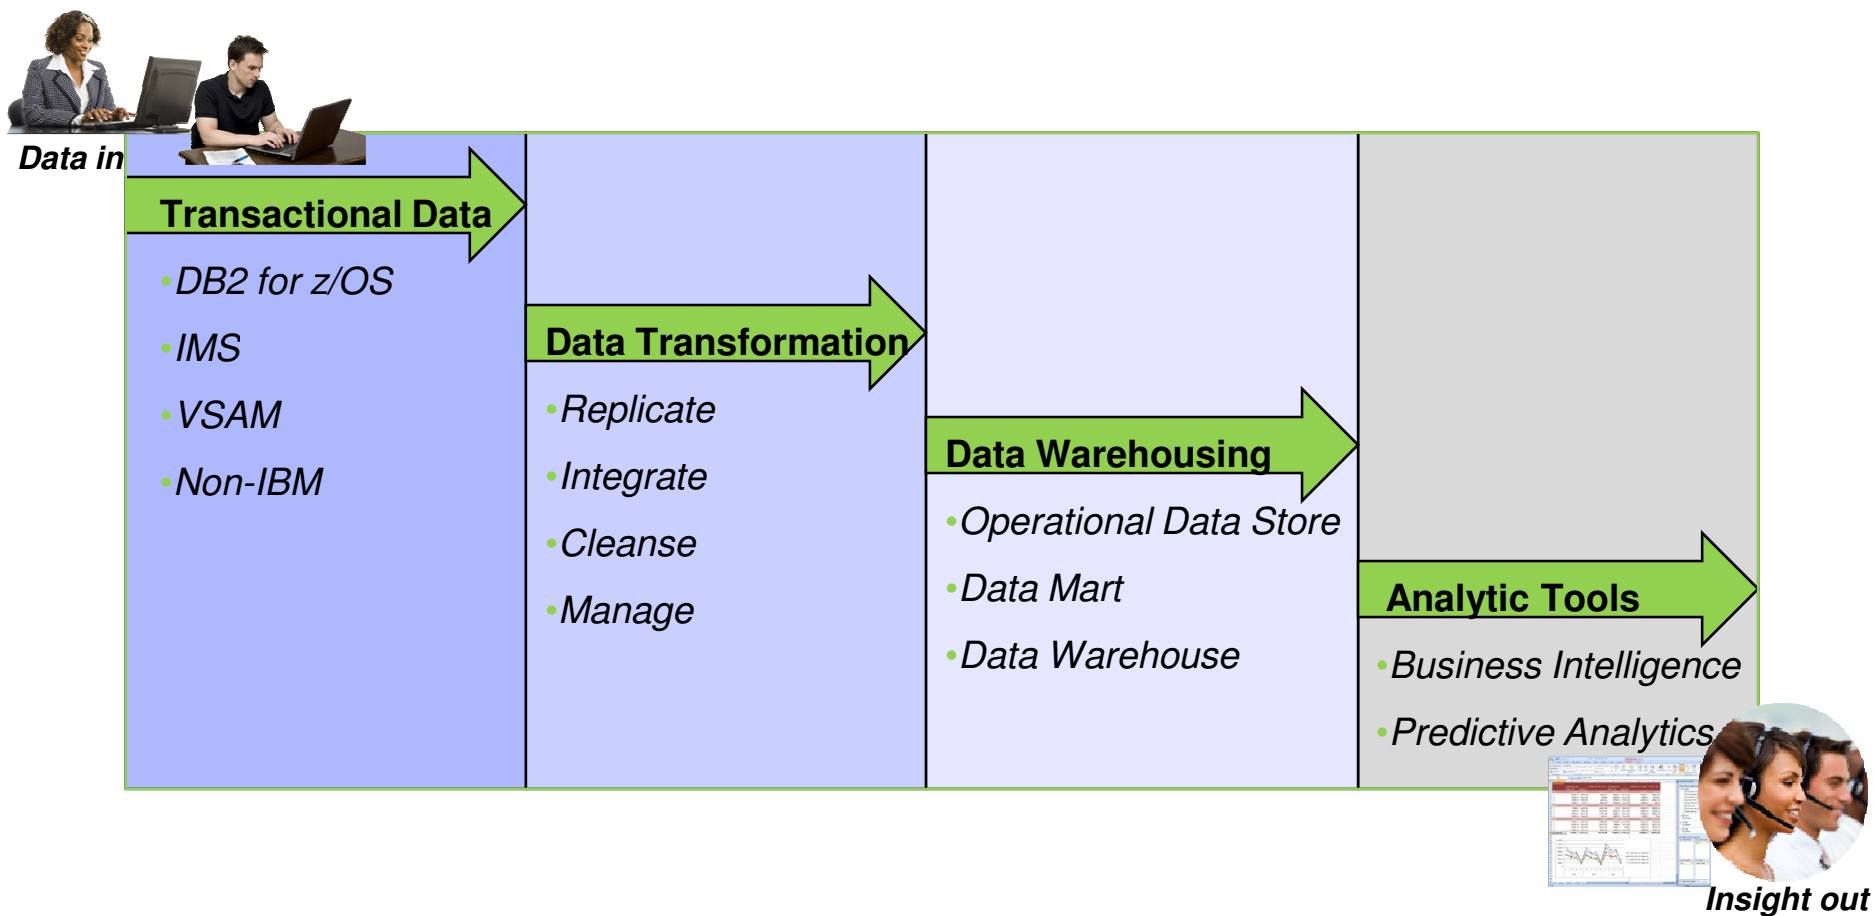 Data in
Transactional Data
•DB2 for z/OS
•IMS
•VSAM
•Non-IBM
Data Transformation
•Replicate
•Integrate
•Cleanse
•Manage
Data Warehousing
•Operational Data Store
•Data Mart
•Data Warehouse
Analytic Tools
•Business Intelligence
•Predictive Analytics
Insight out